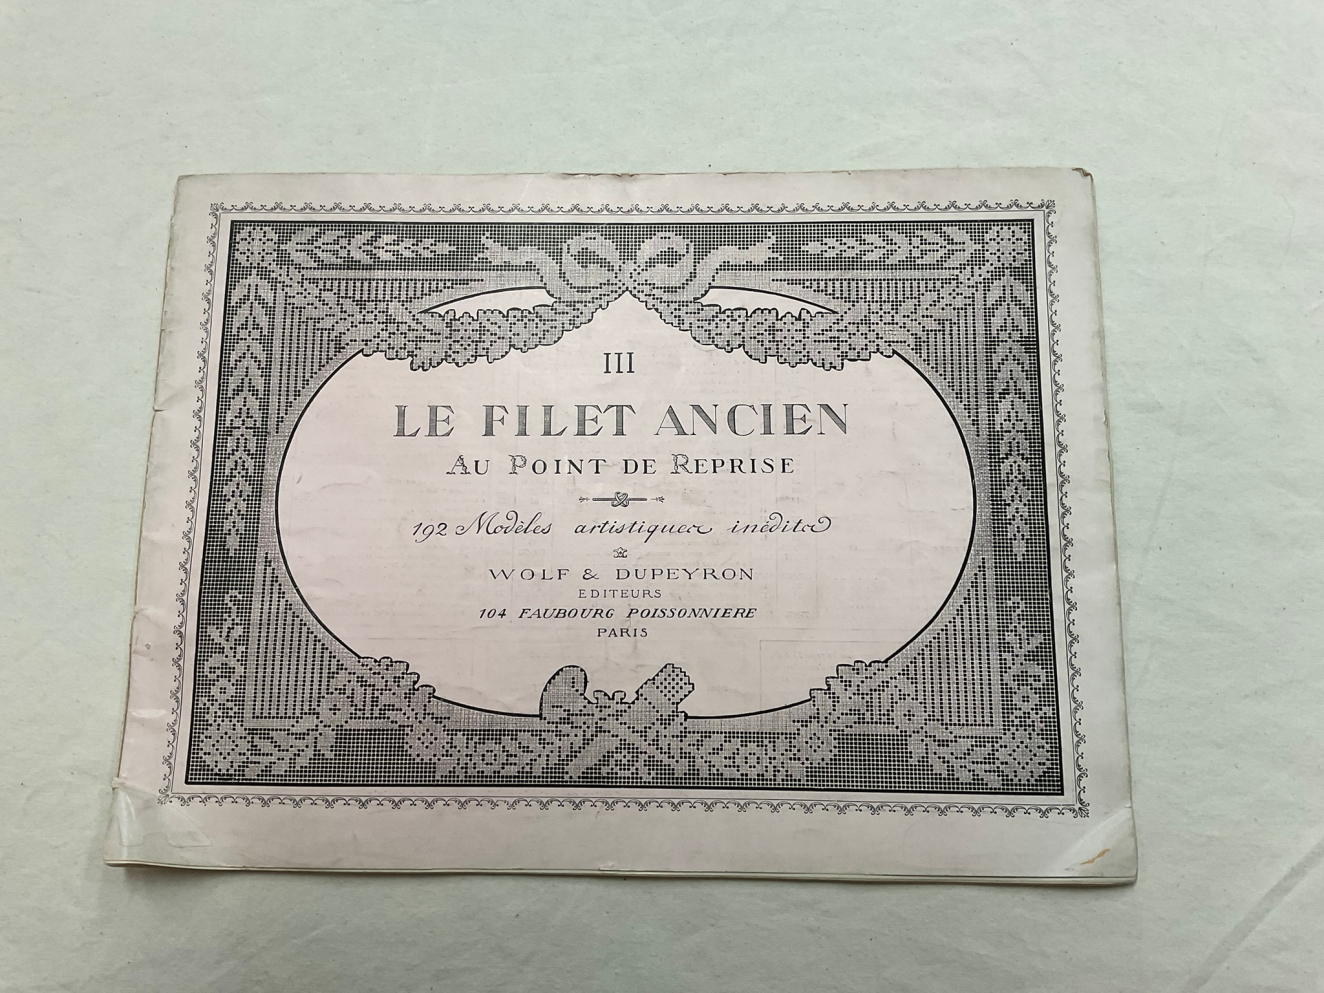 III
LE FILET ANCIEN
AU POINT DE REPRISE
192 Modèles artistiques inédits
WOLF & DUPEYRON
EDITEURS
104 FAUBOURG POISSONNIERE
PARIS